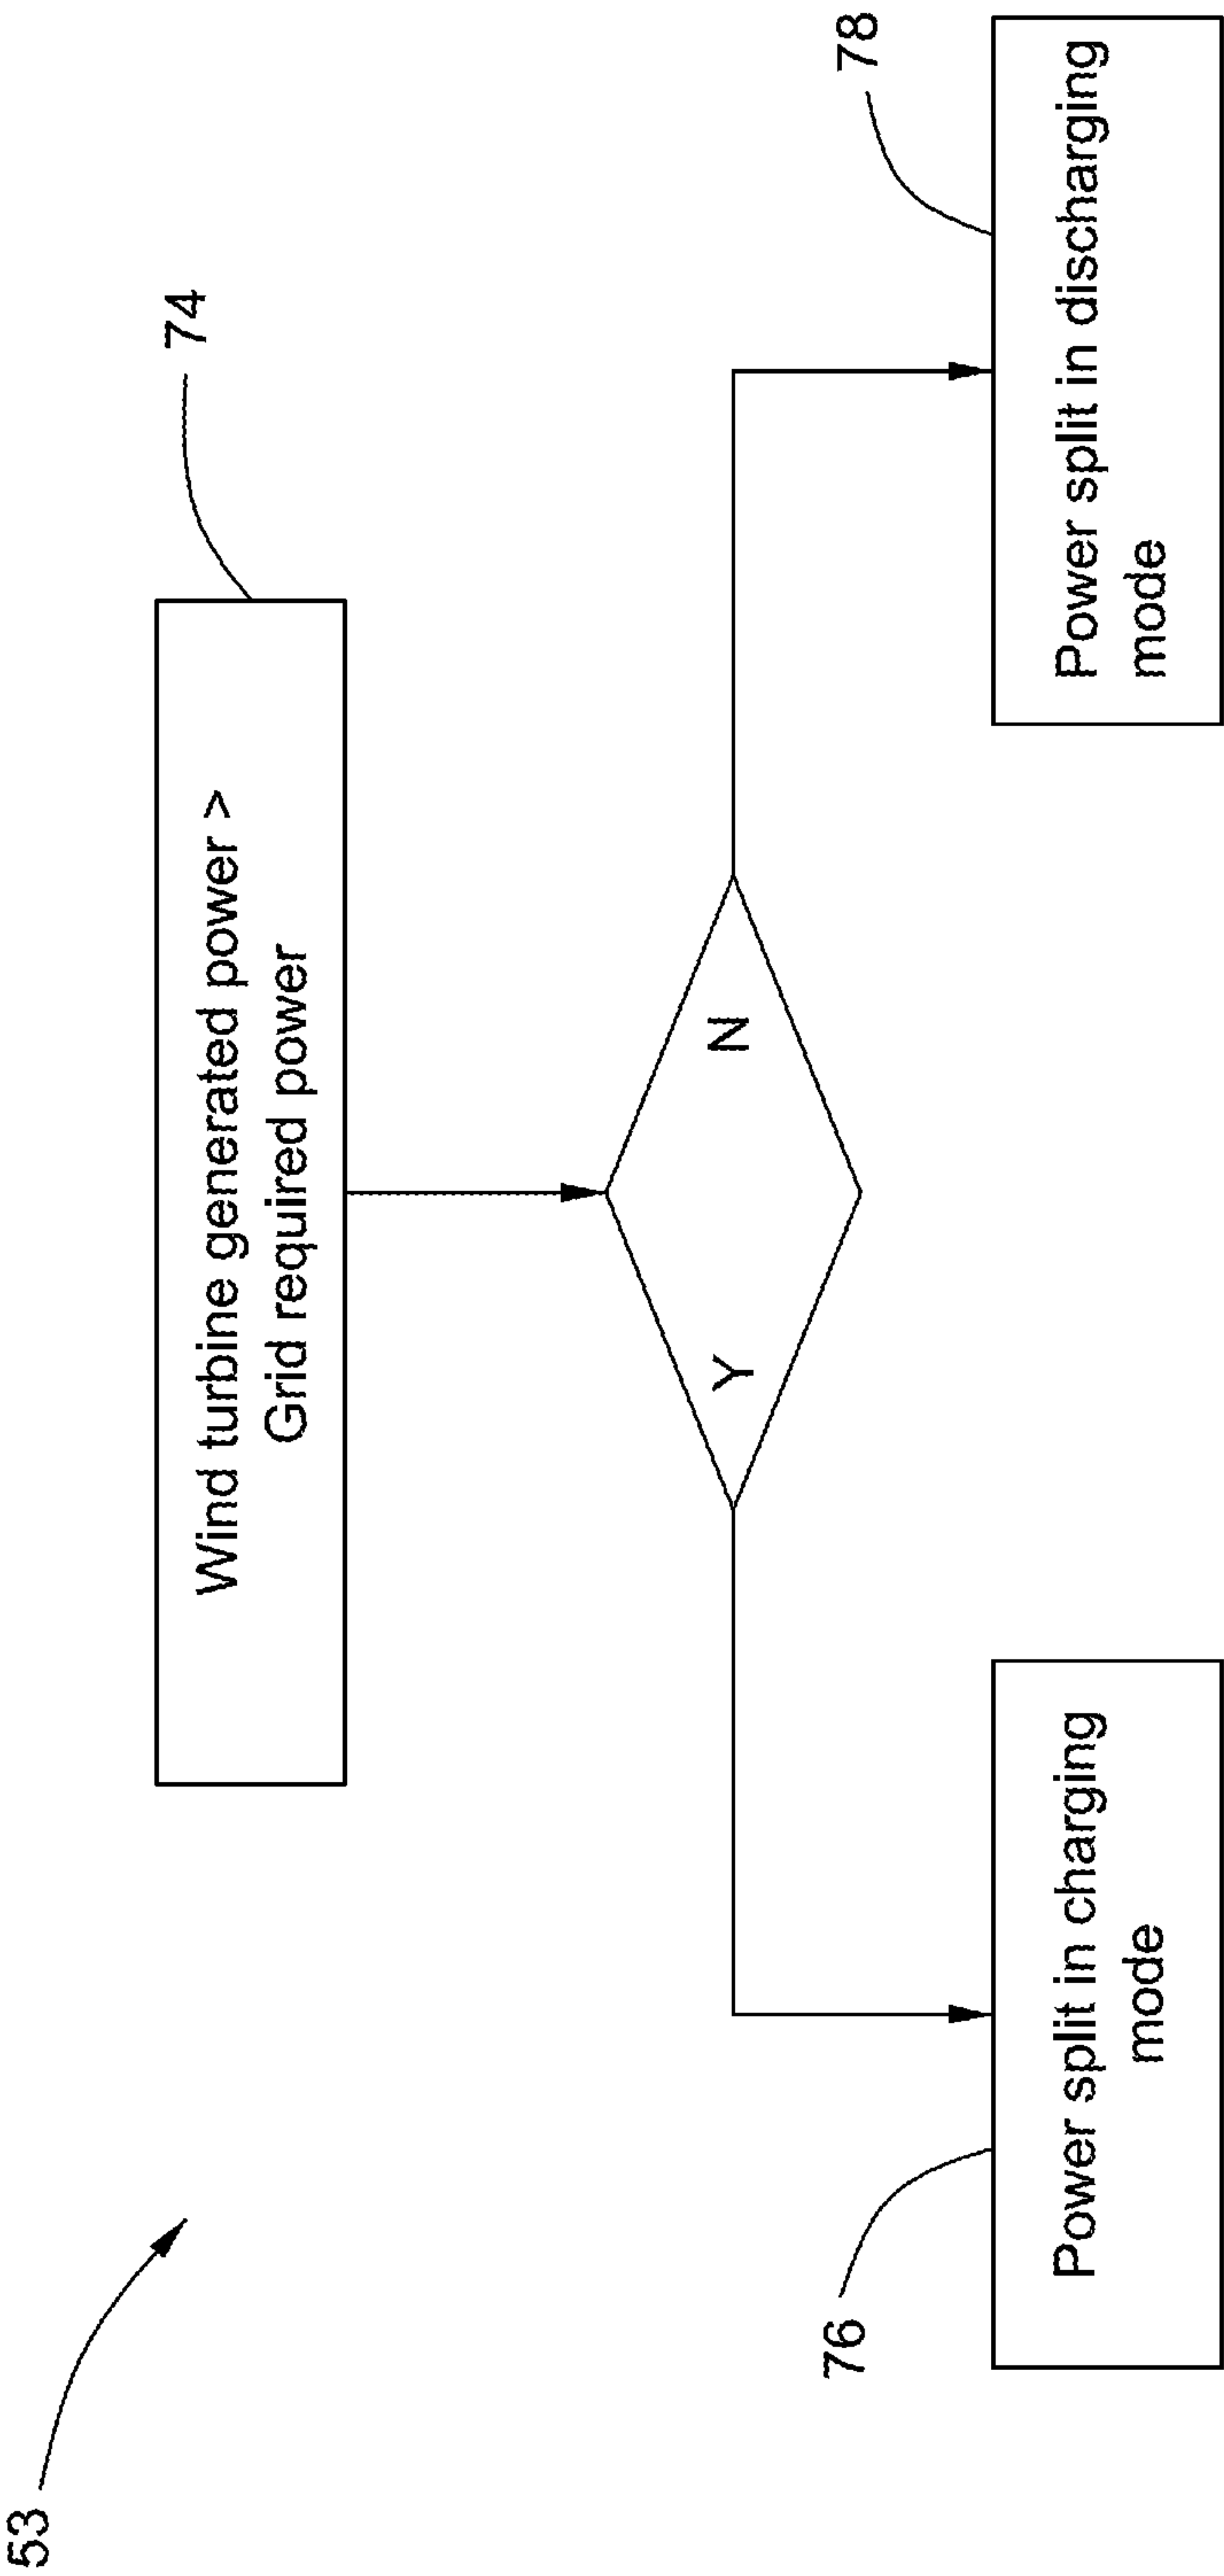 53
74
Wind turbine generated power >
Grid required power
Y
N
76
78
Power split in charging
mode
Power split in discharging
mode